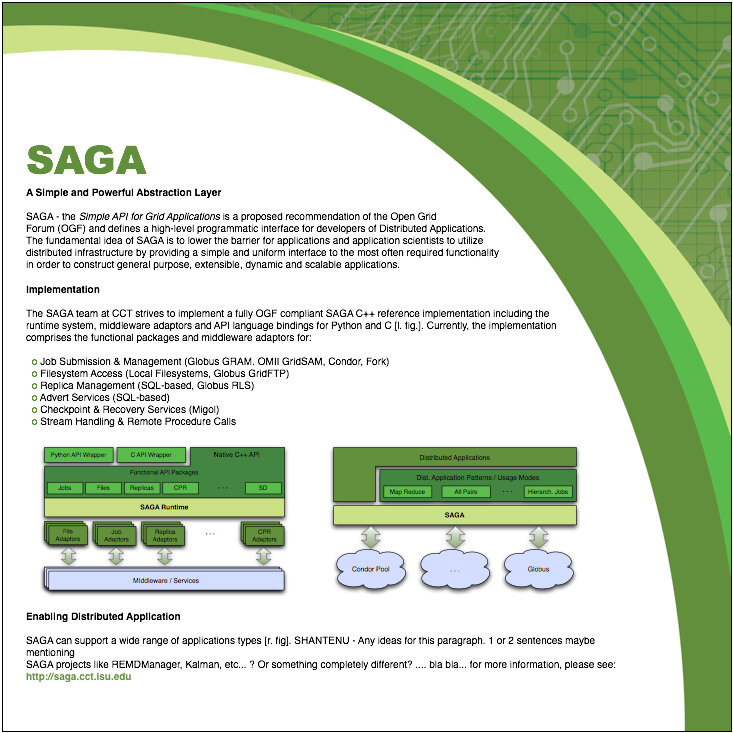 SAGA
A Simple and Powerful Abstraction Layer
SAGA - the Simple API for Grid Applications is a proposed recommendation of the Open Grid
Forum (OGF) and defines a high-level programmatic interface for developers of Distributed Applications.
The fundamental idea of SAGA is to lower the barrier for applications and application scientists to utilize
distributed infrastructure by providing a simple and uniform interface to the most often required functionality
in order to construct general purpose, extensible, dynamic and scalable applications.
Implementation
The SAGA team at CCT strives to implement a fully OGF compliant SAGA C++ reference implementation including the
runtime system, middleware adaptors and API language bindings for Python and C [l. fig.]. Currently, the implementation
comprises the functional packages and middleware adaptors for:
Job Submission & Management (Globus GRAM. OMII GridSAM, Condor, Fork)
Filesystem Access (Local Filesystems, Globus GridFTP)
Replica Management (SQL-based, Globus RLS)
Advert Services (SQL-based)
Checkpoint & Recovery Services (Migol)
Stream Handling & Remote Procedure Calls
Python API Wrapper C API Wrapper Native C++ API
Functional API Packages
Jobs Files Replicas CPR . . . SD
SAGA Runtime
File Adaptors Job Adaptors Replica Adaptors . . . CPR Adaptors
Middleware / Services
Distributed Applications
Dist. Application Patterns / Usage Modes
Map Reduce All Pairs . . . Hierarch. Jobs
SAGA
Condor Pool . . . Globus
Enabling Distributed Application
SAGA can support a wide range of applications types [r. fig]. SHANTENU - Any ideas for this paragraph. 1 or 2 sentences maybe
mentioning
SAGA projects like REMDManager, Kalman, etc... ? Or something completely different? .... bla bla... for more information, please see:
http://saga.cct.lsu.edu